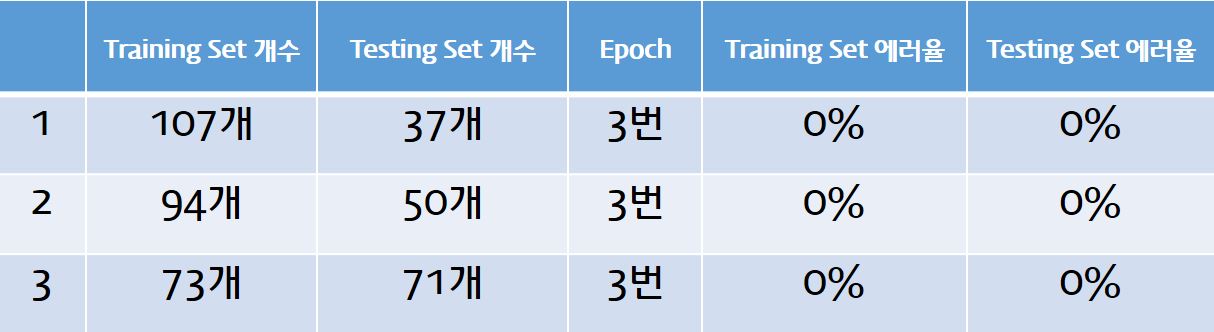 Training Set 개수 Testing Set 개수 Epoch Training Set 에러율 Testing Set 에러율
1 107개 37개 3번 0% 0%
2 94개 50개 3번 0% 0%
3 73개 71개 3번 0% 0%